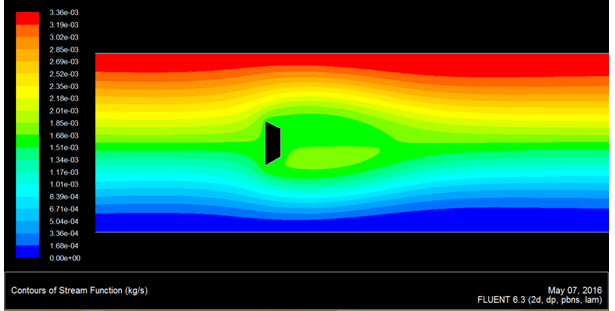 3.36e-03
3.19e-03
3.02e-03
2.85e-03
2.69e-03
2.52e-03
2.35e-03
2.18e-03
2.01e-03
1.85e-03
1.68e-03
1.51e-03
1.34e-03
1.17e-03
1.01e-03
8.39e-04
6.71e-04
5.04e-04
3.36e-04
1.68e-04
0.00e+00
Contours of Stream Function (kg/s)
May 07, 2016
FLUENT 6.3 (2d, dp, pbns, lam)